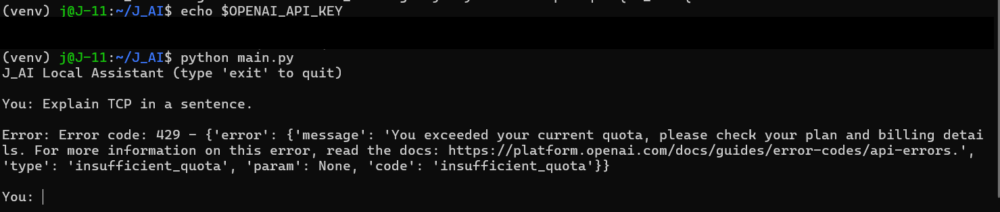 (venv) j@J-11:~/J_AI$ echo $OPENAI_API_KEY
(venv) j@J-11:~/J_AI$ python main.py
J_AI Local Assistant (type 'exit' to quit)
You: Explain TCP in a sentence.
Error: Error code: 429 - {'error': {'message': 'You exceeded your current quota, please check your plan and billing detai
ls. For more information on this error, read the docs: https://platform.openai.com/docs/guides/error-codes/api-errors.',
'type': 'insufficient_quota', 'param': None, 'code': 'insufficient_quota'}}
You: